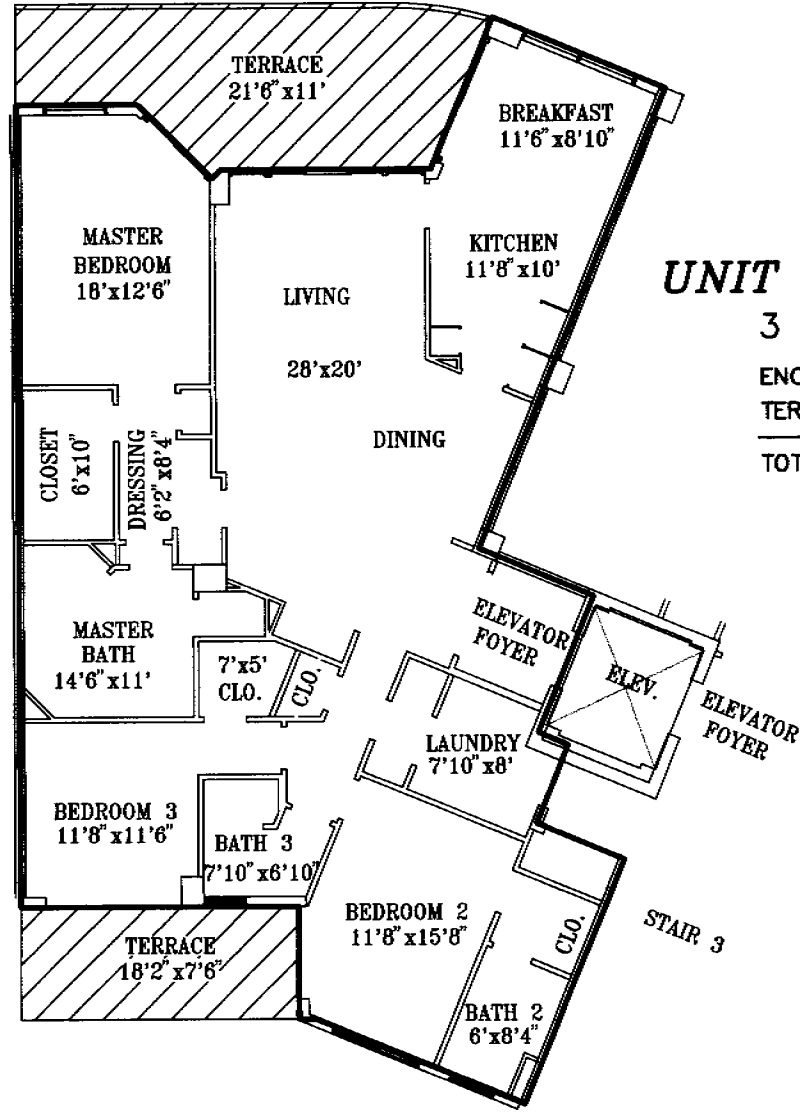 TERRACE
21'6"x11'
BREAKFAST
11'6"x8'10"
MASTER
BEDROOM
18'x12'6"
KITCHEN
11'8"x10'
LIVING
28'x20'
DINING
UNIT
3
ENC
TER
TOT
CLOSET
6'x10"
DRESSING
6'2"x8'4"
MASTER
BATH
14'6"x11'
7'x5'
CLO.
CLO.
ELEVATOR
FOYER
ELEV.
ELEVATOR
FOYER
LAUNDRY
7'10"x8'
BEDROOM 3
11'8"x11'6"
BATH 3
7'10"x6'10"
BEDROOM 2
11'8"x15'8"
CLO.
STAIR 3
TERRACE
18'2"x7'6"
BATH 2
6'x8'4"